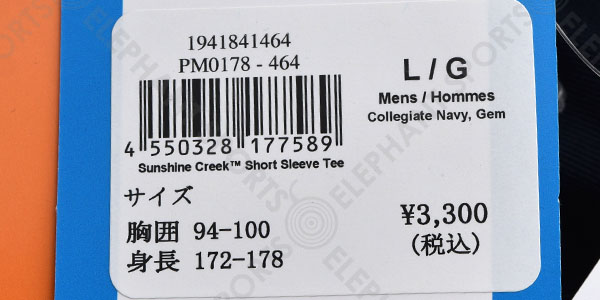 1941841464
PM0178 - 464
4 550328 177589
Sunshine Creek™ Short Sleeve Tee
サイズ
胸囲 94-100
身長 172-178
L / G
Mens / Hommes
Collegiate Navy, Gem
¥3,300
(税込)
ELEPHANT SPORTS